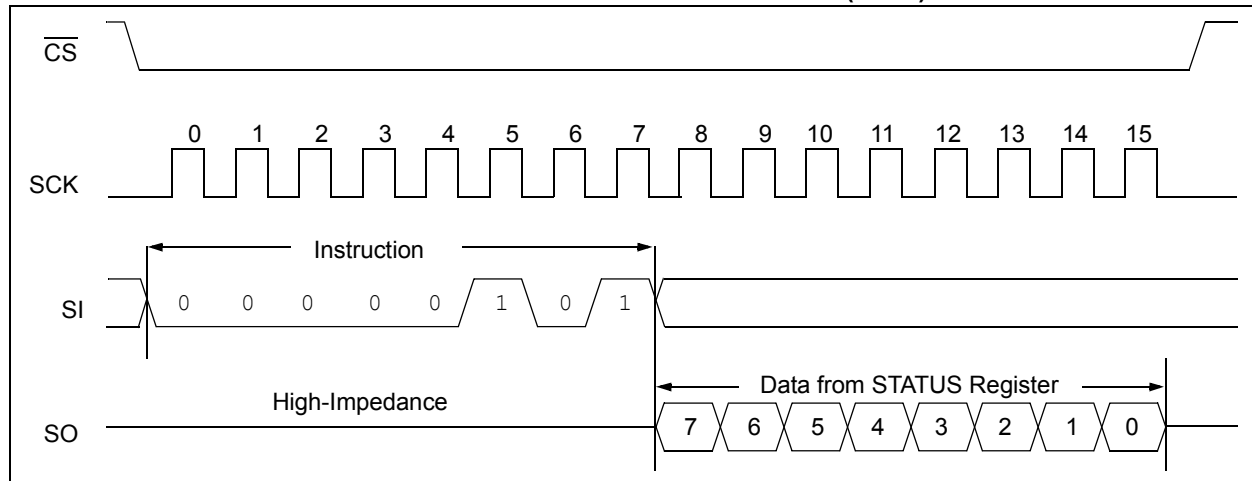 CS
0 1 2 3 4 5 6 7 8 9 10 11 12 13 14 15
SCK
Instruction
SI 0 0 0 0 0 1 0 1
Data from STATUS Register
High-Impedance
SO 7 6 5 4 3 2 1 0